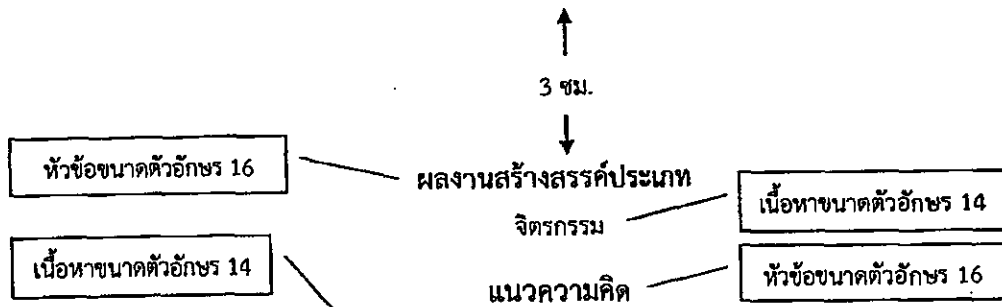 3 ซม.
หัวข้อขนาดตัวอักษร 16
ผลงานสร้างสรรค์ประเภท
เนื้อหาขนาดตัวอักษร 14
จิตรกรรม
เนื้อหาขนาดตัวอักษร 14
แนวความคิด
หัวข้อขนาดตัวอักษร 16